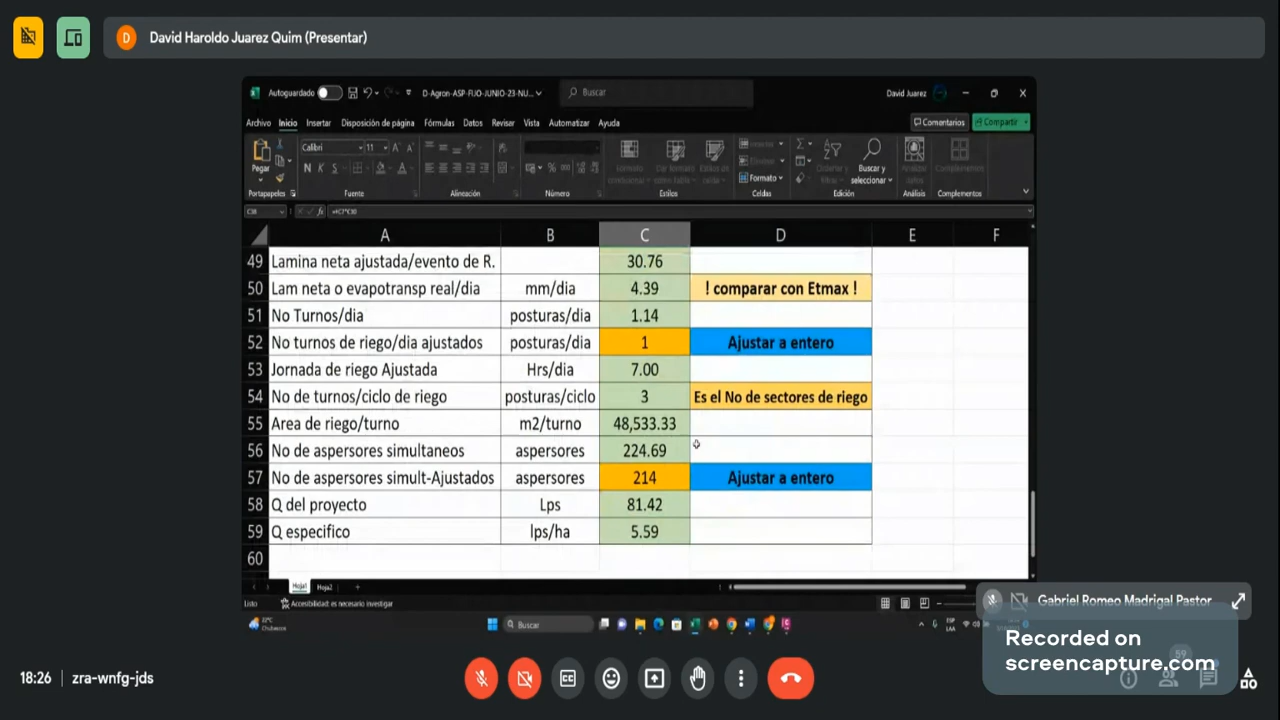 David Haroldo Juarez Quim (Presentar)
Autoguardado
D-Agron-ASP-FIJO-JUNIO-23-NU...
Buscar
David Juarez
Archivo Inicio Insertar Disposición de página Fórmulas Datos Revisar Vista Automatizar Ayuda
Comentarios
Compartir
Pegar
Calibri 11
Formato
Buscar y
seleccionar
Portapapeles Fuente Alineación Número Estilos Celdas Edición Análisis Complementos
A B C D E F
49 Lamina neta ajustada/evento de R. 30.76
50 Lam neta o evapotransp real/dia mm/dia 4.39 ! comparar con Etmax !
51 No Turnos/dia posturas/dia 1.14
52 No turnos de riego/dia ajustados posturas/dia 1 Ajustar a entero
53 Jornada de riego Ajustada Hrs/dia 7.00
54 No de turnos/ciclo de riego posturas/ciclo 3 Es el No de sectores de riego
55 Area de riego/turno m2/turno 48,533.33
56 No de aspersores simultaneos aspersores 224.69
57 No de aspersores simult-Ajustados aspersores 214 Ajustar a entero
58 Q del proyecto Lps 81.42
59 Q especifico lps/ha 5.59
60
Hoja1 Hoja2
Listo Accesibilidad: es necesario investigar
Buscar
Gabriel Romeo Madrigal Pastor
Recorded on
screencapture.com
18:26 zra-wnfg-jds
59